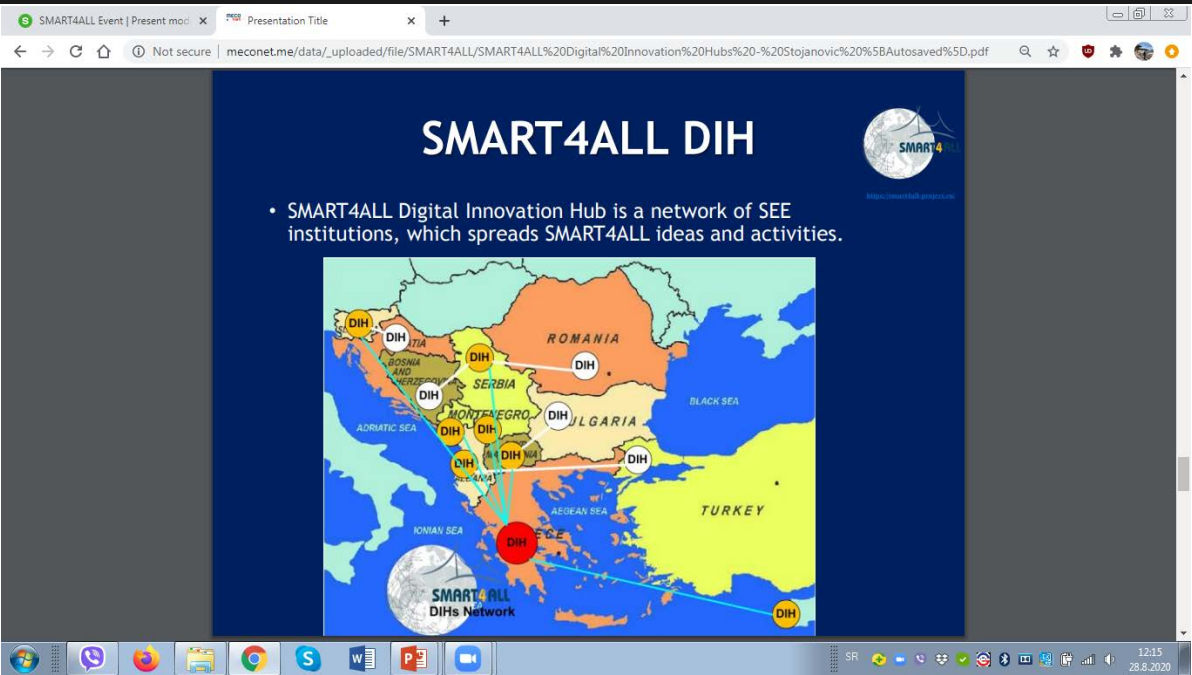 SMART4ALL Event | Present mod
Presentation Title
Not secure | meconet.me/data/_uploaded/file/SMART4ALL/SMART4ALL%20Digital%20Innovation%20Hubs%20-%20Stojanovic%20%5BAutosaved%5D.pdf
SMART4ALL DIH
SMART4ALL
• SMART4ALL Digital Innovation Hub is a network of SEE
institutions, which spreads SMART4ALL ideas and activities.
DIH
DIH
ATIA
ROMANIA
DIH
DIH
BOSNIA
AND
HERZEGOVINA
SERBIA
DIH
BLACK SEA
MONTENEGRO
DIH
ULGARIA
ADRIATIC SEA
DIH
DIH
DIH
DIH
DIH
TURKEY
AEGEAN SEA
IONIAN SEA
DIH
ECE
SMART4ALL
DIHs Network
DIH
SR
12:15
28.8.2020